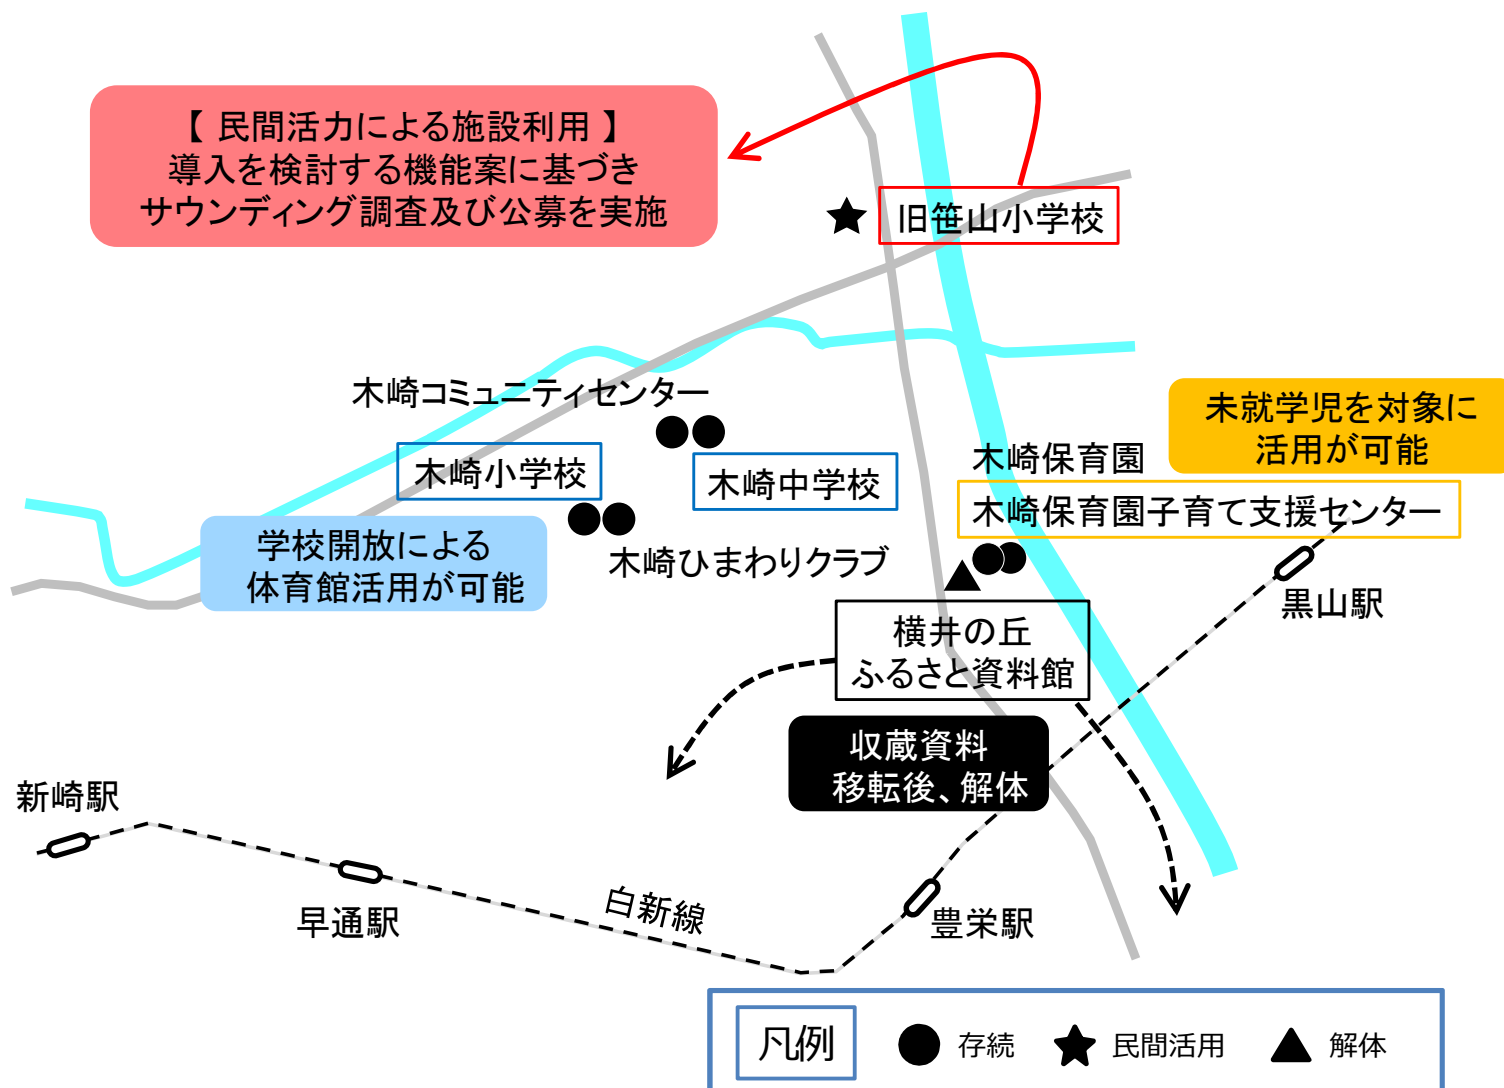 【 民間活力による施設利用 】
導入を検討する機能案に基づき
サウンディング調査及び公募を実施
旧笹山小学校
木崎コミュニティセンター
木崎小学校
木崎中学校
学校開放による
体育館活用が可能
木崎ひまわりクラブ
未就学児を対象に
活用が可能
木崎保育園
木崎保育園子育て支援センター
黒山駅
横井の丘
ふるさと資料館
収蔵資料
移転後、解体
新崎駅
早通駅
白新線
豊栄駅
凡例
存続
民間活用
解体